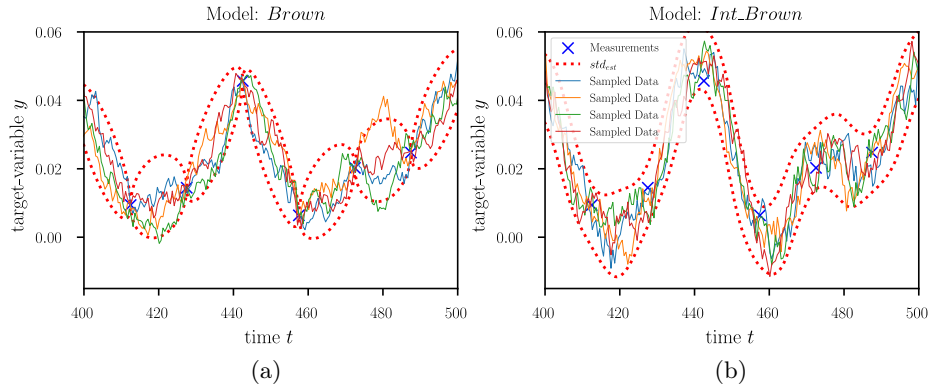 Model: Brown
0.06
0.04
0.02
0.00
target-variable y
400 420 440 460 480 500
time t
(a)
Model: Int_Brown
Measurements
std_est
Sampled Data
Sampled Data
Sampled Data
Sampled Data
0.06
0.04
0.02
0.00
target-variable y
400 420 440 460 480 500
time t
(b)